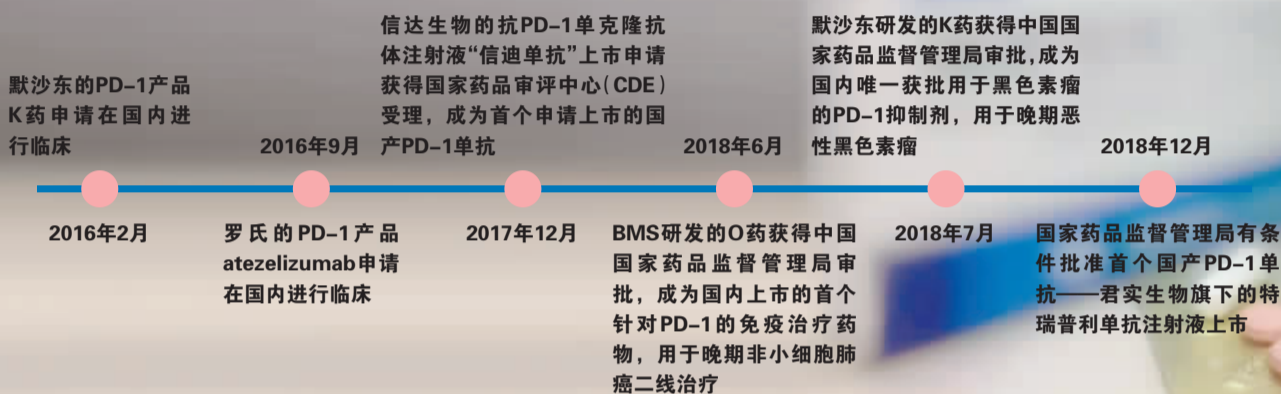 默沙东的PD-1产品
K药申请在国内进
行临床
2016年2月
2016年9月
罗氏的PD-1产品
atezelizumab申请
在国内进行临床
信达生物的抗PD-1单克隆抗
体注射液“信迪单抗”上市申请
获得国家药品审评中心(CDE)
受理，成为首个申请上市的国
产PD-1单抗
2017年12月
2018年6月
BMS研发的O药获得中国
国家药品监督管理局审
批，成为国内上市的首个
针对PD-1的免疫治疗药
物，用于晚期非小细胞肺
癌二线治疗
默沙东研发的K药获得中国国
家药品监督管理局审批,成为
国内唯一获批用于黑色素瘤
的PD-1抑制剂，用于晚期恶
性黑色素瘤
2018年7月
2018年12月
国家药品监督管理局有条
件批准首个国产PD-1单
抗——君实生物旗下的特
瑞普利单抗注射液上市